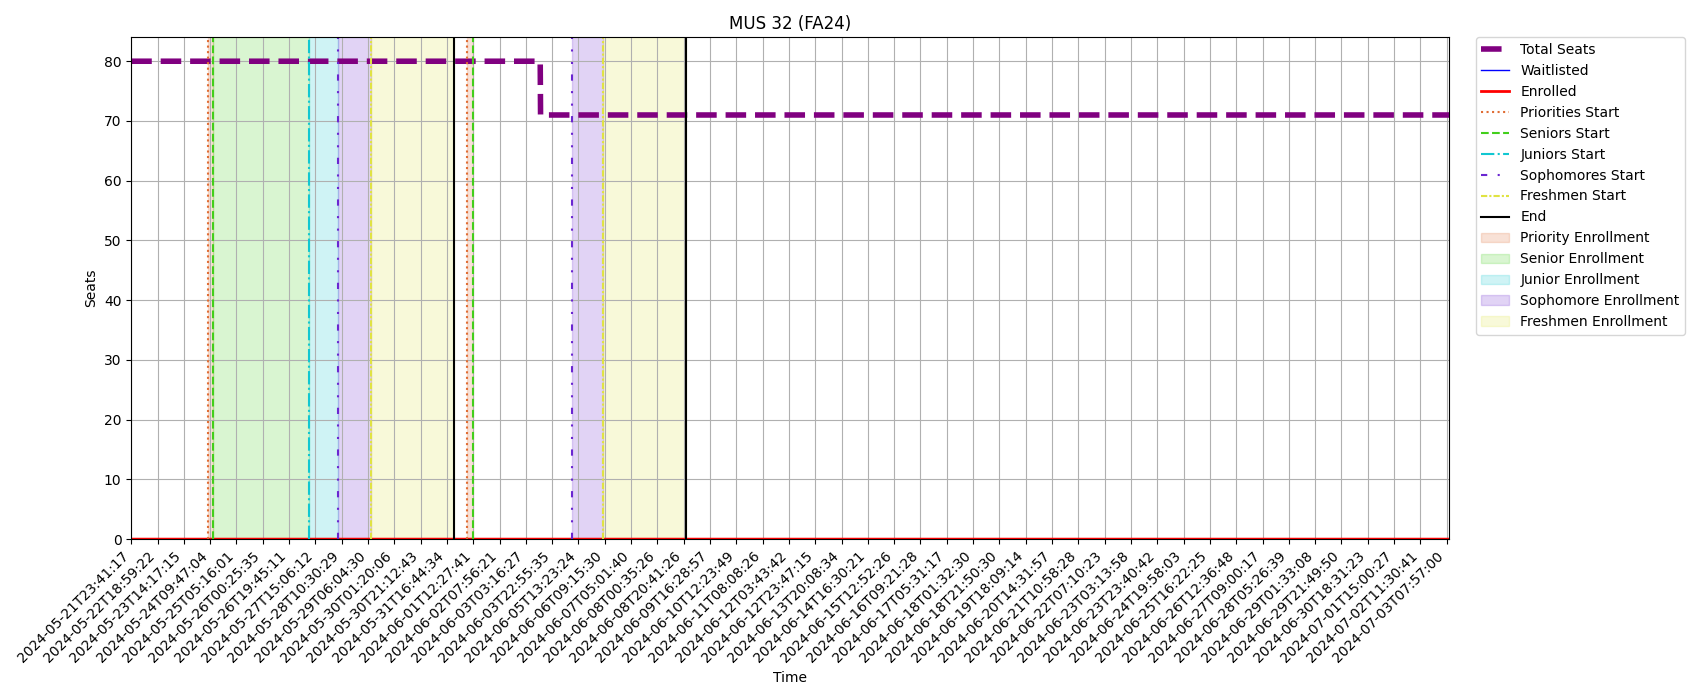 MUS 32 (FA24)
Seats
80
70
60
50
40
30
20
10
0
2024-05-21T23:41:17
2024-05-22T18:59:22
2024-05-23T14:17:15
2024-05-24T09:47:04
2024-05-25T05:16:01
2024-05-26T00:25:35
2024-05-26T19:45:11
2024-05-27T15:06:12
2024-05-28T10:30:29
2024-05-29T06:04:30
2024-05-30T01:20:06
2024-05-30T21:12:43
2024-05-31T16:44:34
2024-06-01T12:27:41
2024-06-02T07:56:21
2024-06-03T03:16:27
2024-06-03T22:55:35
2024-06-05T13:23:24
2024-06-06T09:15:30
2024-06-07T05:01:40
2024-06-08T00:35:26
2024-06-08T20:41:26
2024-06-09T16:28:57
2024-06-10T12:23:49
2024-06-11T08:08:26
2024-06-12T03:43:42
2024-06-12T23:47:15
2024-06-13T20:08:34
2024-06-14T16:30:21
2024-06-15T12:52:26
2024-06-16T09:21:28
2024-06-17T05:31:17
2024-06-18T01:32:30
2024-06-18T21:50:30
2024-06-19T18:09:14
2024-06-20T14:31:57
2024-06-21T10:58:28
2024-06-22T07:10:23
2024-06-23T03:13:58
2024-06-23T23:40:42
2024-06-24T19:58:03
2024-06-25T16:22:25
2024-06-26T12:36:48
2024-06-27T09:00:17
2024-06-28T05:26:39
2024-06-29T01:33:08
2024-06-29T21:49:50
2024-06-30T18:31:23
2024-07-01T15:00:27
2024-07-02T11:30:41
2024-07-03T07:57:00
Time
Total Seats
Waitlisted
Enrolled
Priorities Start
Seniors Start
Juniors Start
Sophomores Start
Freshmen Start
End
Priority Enrollment
Senior Enrollment
Junior Enrollment
Sophomore Enrollment
Freshmen Enrollment